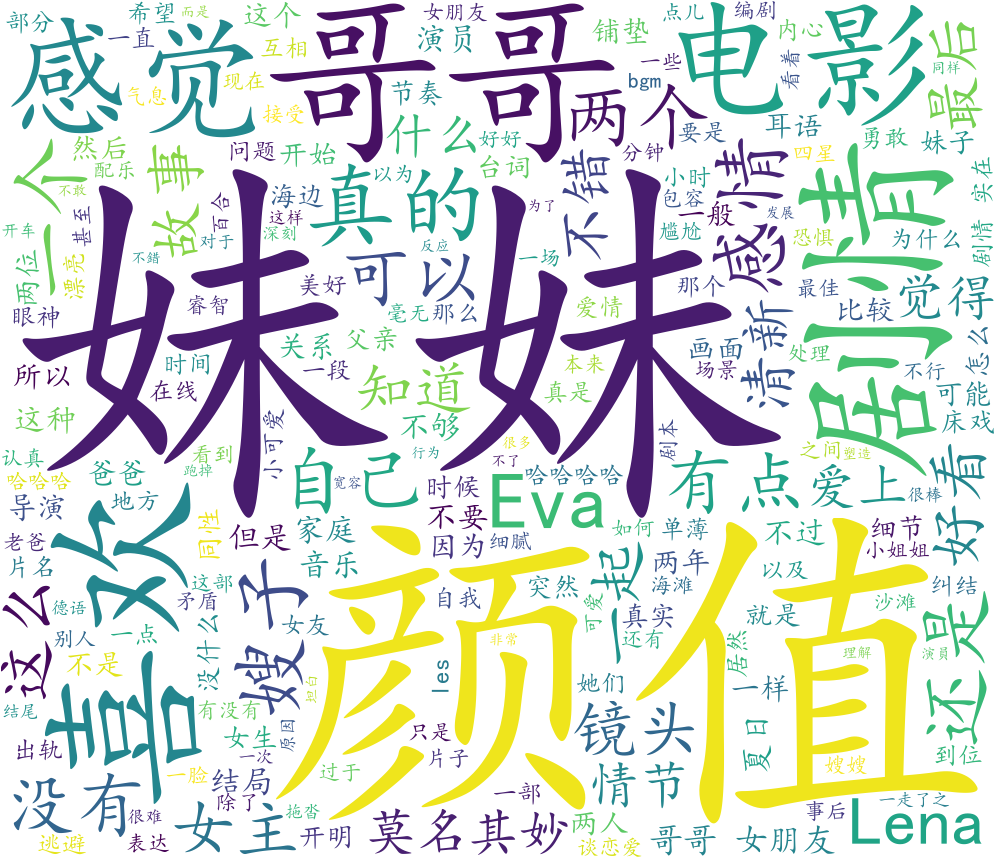 部分
希望
而是
一直
互相
这个
女朋友
演员
铺垫
点儿
编剧
内心
看着
最后
同样
感觉
哥哥
电影
气息
现在
接受
节奏
bgm
一些
两个
要是
耳语
勇敢
妹子
一个
然后
配乐
不敢
故事
问题
开始
什么
好好
台词
不错
分钟
小时
四星
剧情
实在
开车
甚至
百合
海边
以为
真的
包容
一般
发展
恐惧
为什么
剧情
两位
漂亮
对于
这样
深刻
为了
反应
尴尬
感情
不错
睿智
美好
可以
一场
那个
最佳
觉得
眼神
妹妹
毫无
那么
爱情
清新
比较
怎么
所以
时间
关系
父亲
画面
处理
在线
一段
本来
场景
不行
可能
这种
知道
真是
床戏
小可爱
不够
剧本
认真
看到
很多
行为
之间
塑造
哈哈哈
爸爸
跑掉
宽容
自己
不了
哈哈哈哈
有点
爱上
很棒
好看
导演
地方
时候
Eva
老爸
同性
但是
家庭
不要
如何
单薄
不过
细节
片名
喜欢
因为
细腻
小姐姐
这么
这部
嫂子
音乐
颜值
一起
两年
海滩
以及
纠结
还是
德语
矛盾
自我
突然
别人
一点
女友
可爱
真实
就是
沙滩
不是
没什么
非常
还有
居然
理解
演員
坦白
les
她们
一样
结尾
有没有
原因
镜头
夏日
出轨
女生
只是
到位
一次
片子
嫂嫂
没有
一脸
结局
过于
情节
除了
一部
事后
一走了之
很难
拖沓
两人
逃避
表达
女主
开明
莫名其妙
谈恋爱
哥哥
女朋友
Lena